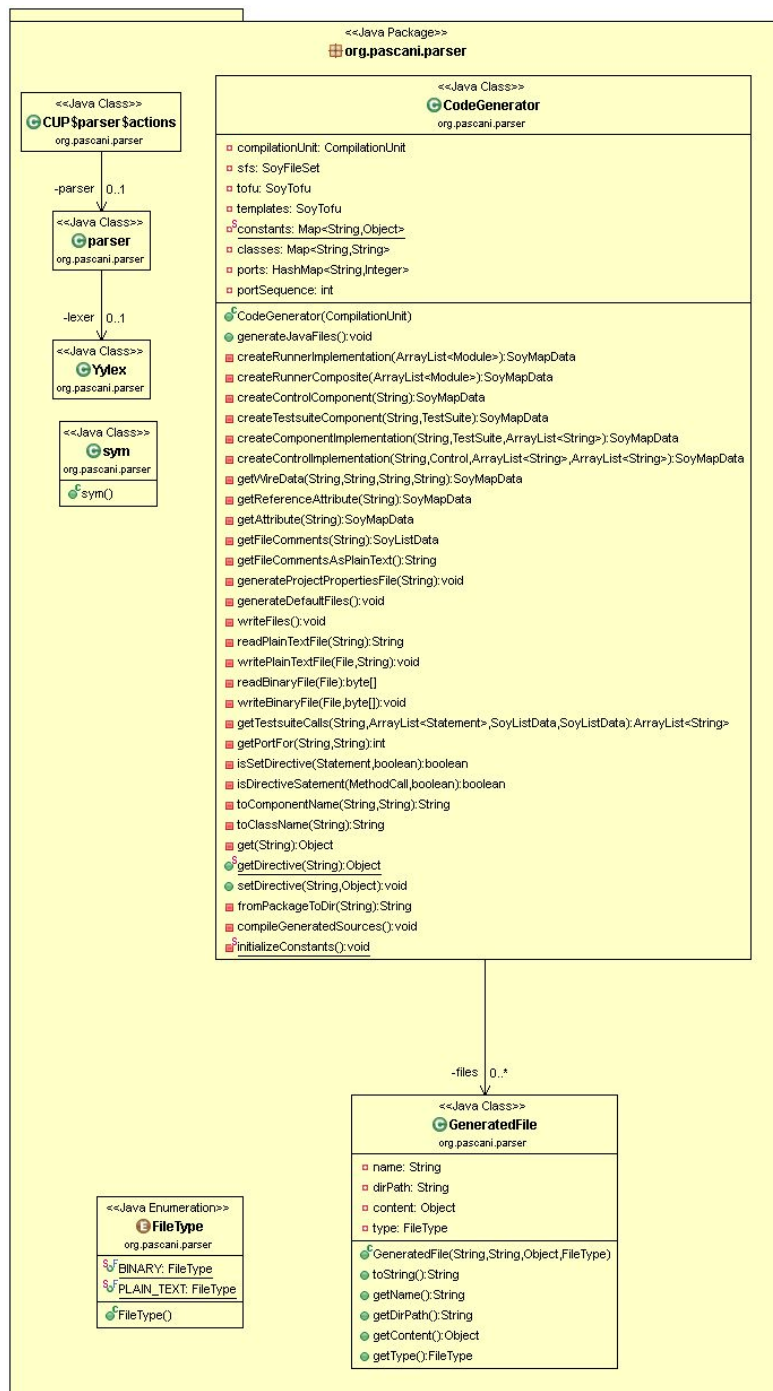 <<Java Package>>
org.pascani.parser
<<Java Class>>
CUP$parser$actions
org.pascani.parser
-parser 0..1
<<Java Class>>
parser
org.pascani.parser
-lexer 0..1
<<Java Class>>
Yylex
org.pascani.parser
<<Java Class>>
sym
org.pascani.parser
sym()
<<Java Class>>
CodeGenerator
org.pascani.parser
compilationUnit: CompilationUnit
sfs: SoyFileSet
tofu: SoyTofu
templates: SoyTofu
constants: Map<String,Object>
classes: Map<String,String>
ports: HashMap<String,Integer>
portSequence: int
CodeGenerator(CompilationUnit)
generateJavaFiles():void
createRunnerImplementation(ArrayList<Module>):SoyMapData
createRunnerComposite(ArrayList<Module>):SoyMapData
createControlComponent(String):SoyMapData
createTestsuiteComponent(String,TestSuite):SoyMapData
createComponentImplementation(String,TestSuite,ArrayList<String>):SoyMapData
createControlImplementation(String,Control,ArrayList<String>,ArrayList<String>):SoyMapData
getWireData(String,String,String,String):SoyMapData
getReferenceAttribute(String):SoyMapData
getAttribute(String):SoyMapData
getFileComments(String):SoyListData
getFileCommentsAsPlainText():String
generateProjectPropertiesFile(String):void
generateDefaultFiles():void
writeFiles():void
readPlainTextFile(String):String
writePlainTextFile(File,String):void
readBinaryFile(File):byte[]
writeBinaryFile(File,byte[]):void
getTestsuiteCalls(String,ArrayList<Statement>,SoyListData,SoyListData):ArrayList<String>
getPortFor(String,String):int
isSetDirective(Statement,boolean):boolean
isDirectiveSatement(MethodCall,boolean):boolean
toComponentName(String,String):String
toClassName(String):String
get(String):Object
getDirective(String):Object
setDirective(String,Object):void
fromPackageToDir(String):String
compileGeneratedSources():void
initializeConstants():void
-files 0..*
<<Java Class>>
GeneratedFile
org.pascani.parser
name: String
dirPath: String
content: Object
type: FileType
GeneratedFile(String,String,Object,FileType)
toString():String
getName():String
getDirPath():String
getContent():Object
getType():FileType
<<Java Enumeration>>
FileType
org.pascani.parser
BINARY: FileType
PLAIN_TEXT: FileType
FileType()